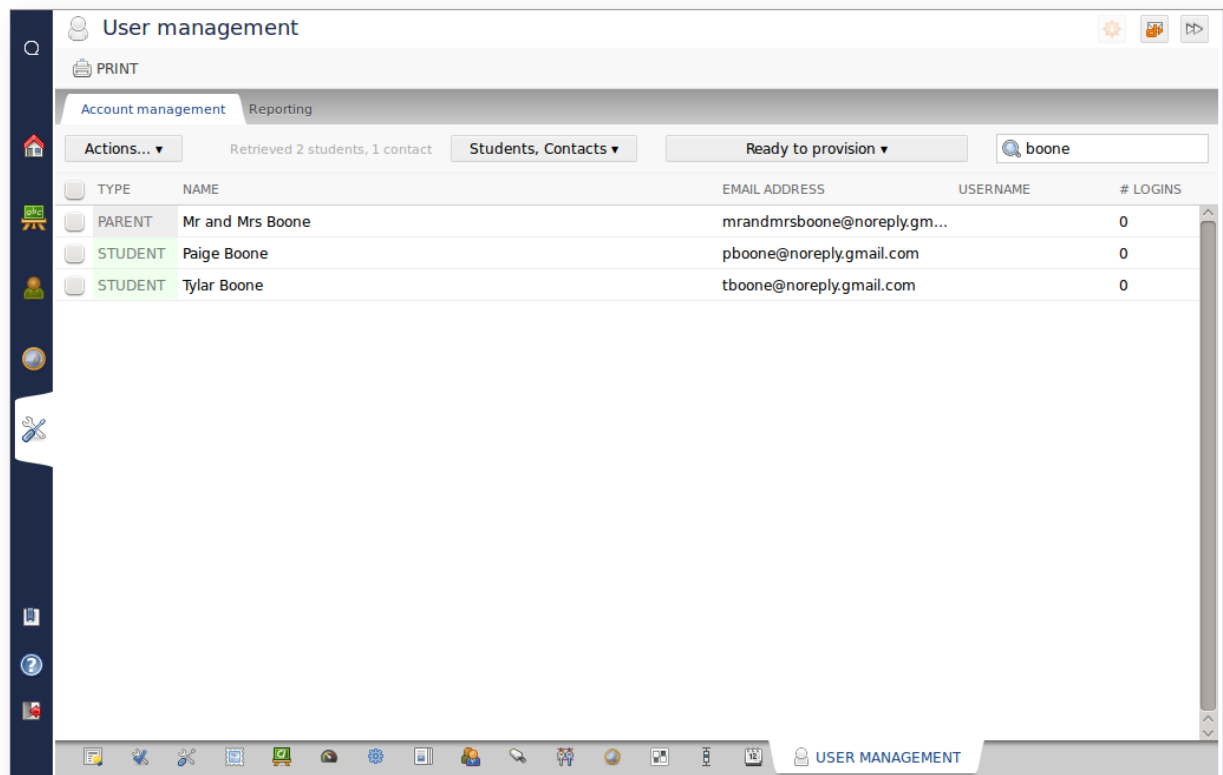 User management
PRINT
Account management Reporting
Actions... ▾ Retrieved 2 students, 1 contact Students, Contacts ▾ Ready to provision ▾ boone
TYPE NAME EMAIL ADDRESS USERNAME # LOGINS
PARENT Mr and Mrs Boone mrandmrsboone@noreply.gm... 0
STUDENT Paige Boone pboone@noreply.gmail.com 0
STUDENT Tylar Boone tboone@noreply.gmail.com 0
USER MANAGEMENT